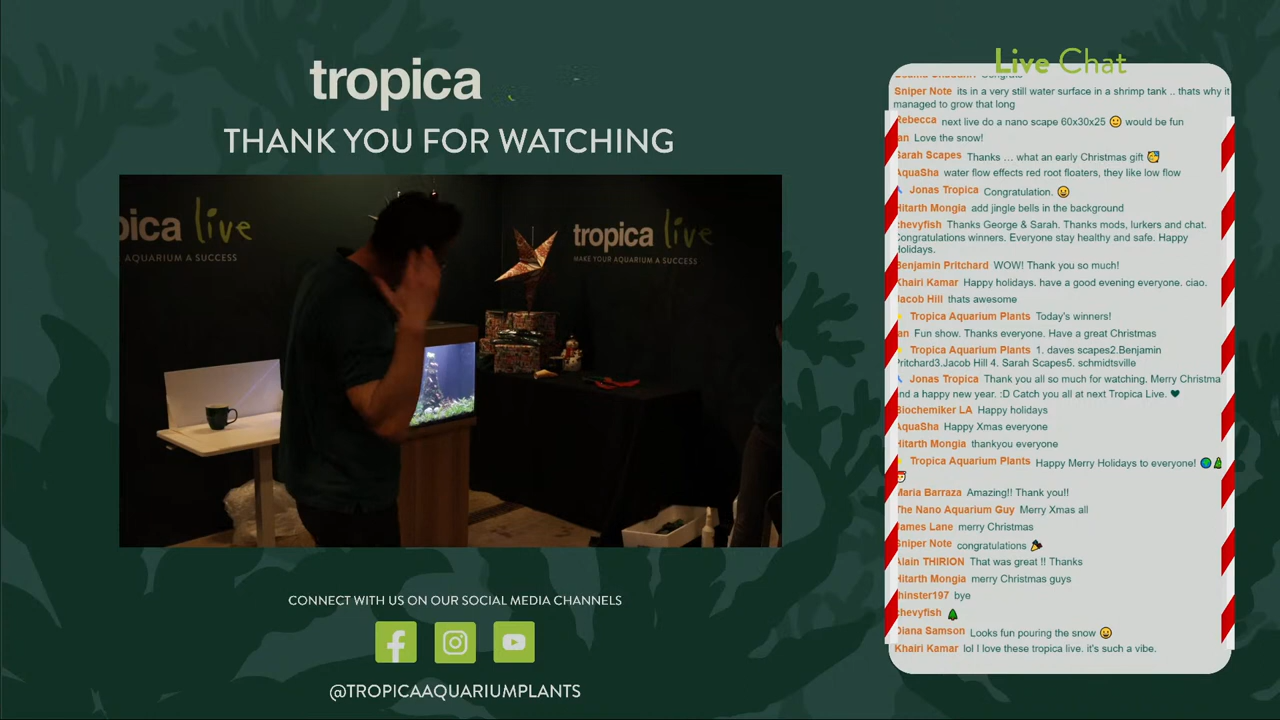 tropica
THANK YOU FOR WATCHING
pica live
AQUARIUM A SUCCESS
tropica live
MAKE YOUR AQUARIUM A SUCCESS
CONNECT WITH US ON OUR SOCIAL MEDIA CHANNELS
@TROPICAAQUARIUMPLANTS
Live Chat
Sniper Note its in a very still water surface in a shrimp tank .. thats why it
managed to grow that long
Rebecca next live do a nano scape 60x30x25 😊 would be fun
an Love the snow!
Sarah Scapes Thanks … what an early Christmas gift
AquaSha water flow effects red root floaters, they like low flow
Jonas Tropica Congratulation. 😀
Hitarth Mongia add jingle bells in the background
chevyfish Thanks George & Sarah. Thanks mods, lurkers and chat.
Congratulations winners. Everyone stay healthy and safe. Happy
Holidays.
Benjamin Pritchard WOW! Thank you so much!
Khairi Kamar Happy holidays. have a good evening everyone. ciao.
Jacob Hill thats awesome
Tropica Aquarium Plants Today's winners!
an Fun show. Thanks everyone. Have a great Christmas
Tropica Aquarium Plants 1. daves scapes2.Benjamin
Pritchard3.Jacob Hill 4. Sarah Scapes5. schmidtsville
Jonas Tropica Thank you all so much for watching. Merry Christma
and a happy new year. :D Catch you all at next Tropica Live. ♥
Biochemiker LA Happy holidays
AquaSha Happy Xmas everyone
Hitarth Mongia thankyou everyone
Tropica Aquarium Plants Happy Merry Holidays to everyone! 🌍🎄
🎅
Maria Barraza Amazing!! Thank you!!
The Nano Aquarium Guy Merry Xmas all
James Lane merry Christmas
Sniper Note congratulations 🎉
Alain THIRION That was great !! Thanks
Hitarth Mongia merry Christmas guys
hinster197 bye
chevyfish 🌲
Diana Samson Looks fun pouring the snow 😀
Khairi Kamar lol I love these tropica live. it's such a vibe.